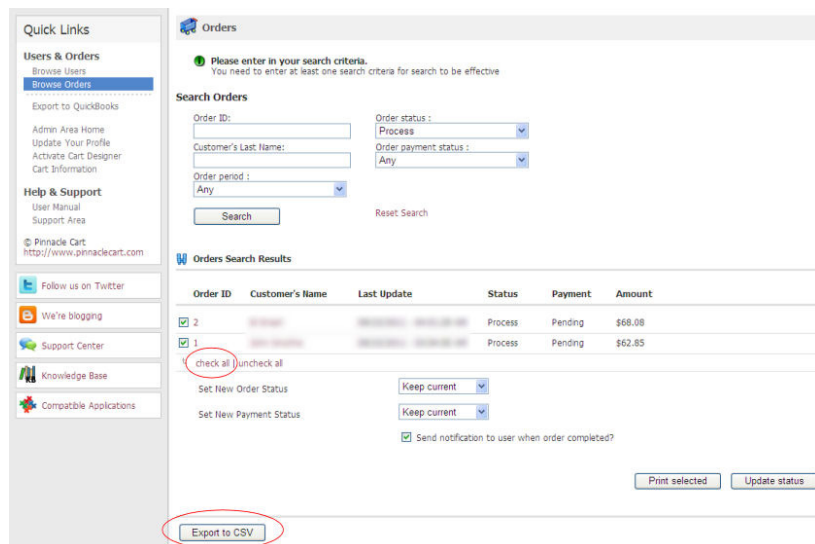 Quick Links
Users & Orders
Browse Users
Browse Orders
Export to QuickBooks
Admin Area Home
Update Your Profile
Activate Cart Designer
Cart Information
Help & Support
User Manual
Support Area
© Pinnacle Cart
http://www.pinnaclecart.com
Follow us on Twitter
We're blogging
Support Center
Knowledge Base
Compatible Applications
Orders
Please enter in your search criteria.
You need to enter at least one search criteria for search to be effective
Search Orders
Order ID:
Order status :
Process
Customer's Last Name:
Order payment status :
Any
Order period :
Any
Search
Reset Search
Orders Search Results
Order ID Customer's Name Last Update Status Payment Amount
2 Process Pending $68.08
1 Process Pending $62.85
check all | uncheck all
Set New Order Status Keep current
Set New Payment Status Keep current
Send notification to user when order completed?
Print selected Update status
Export to CSV